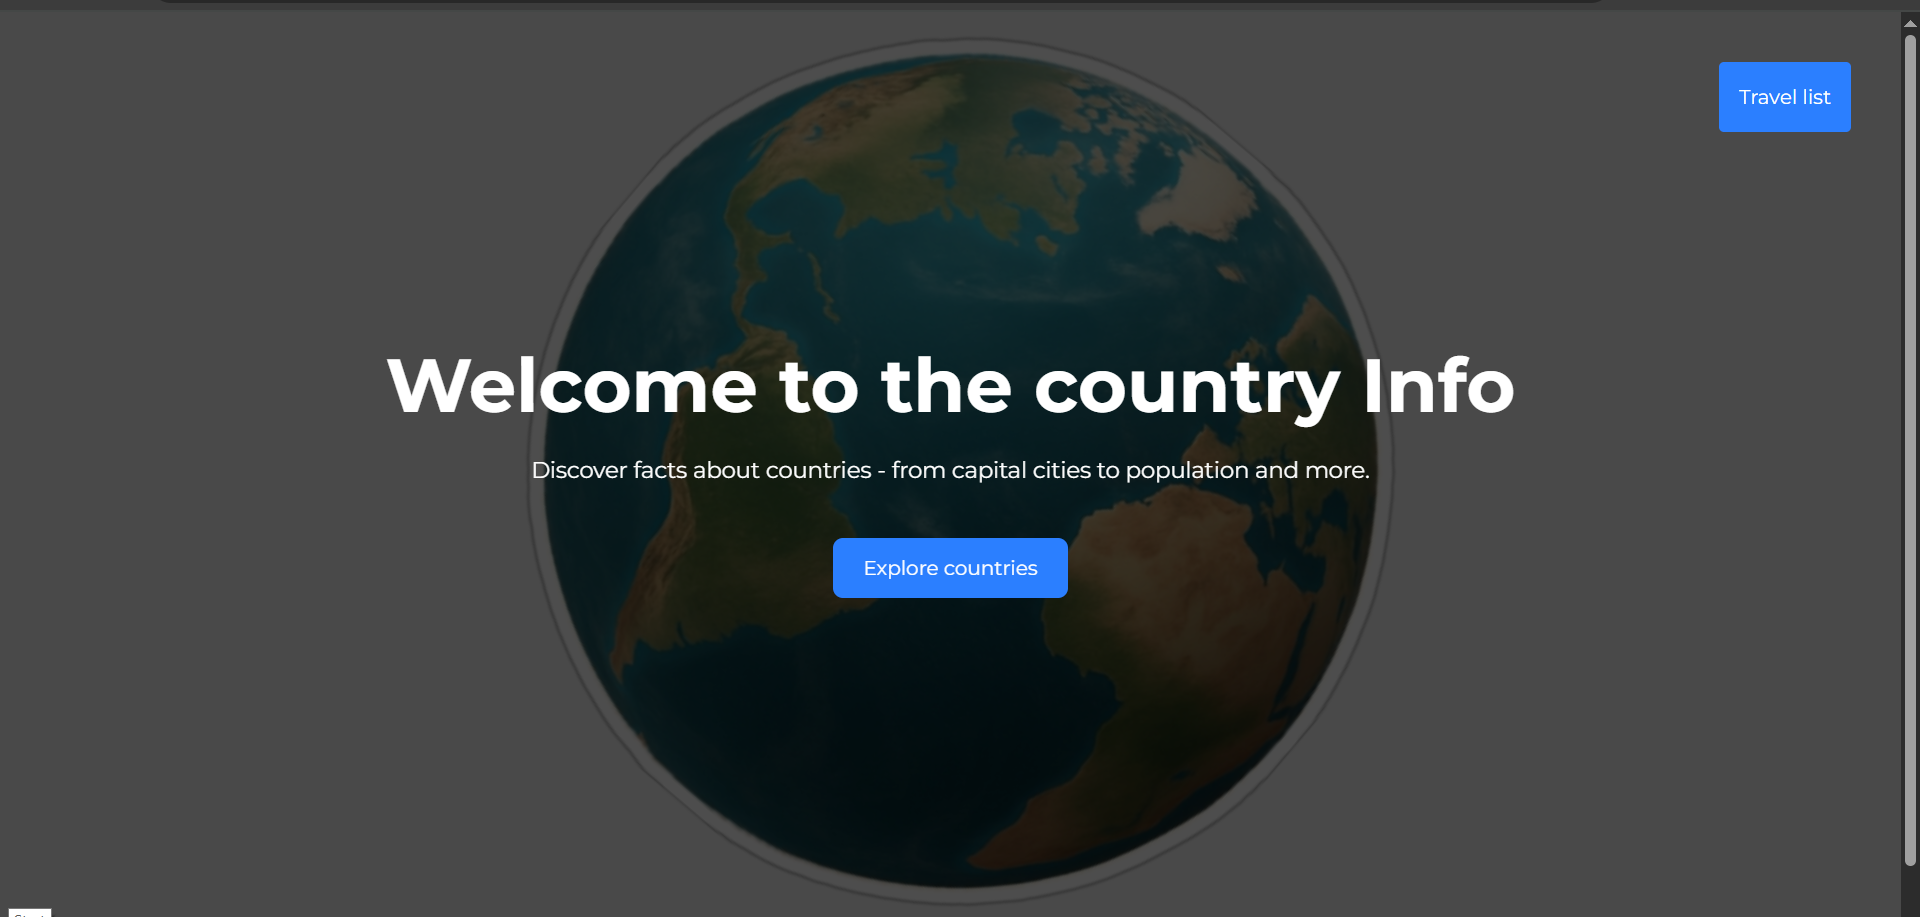 Travel list
Welcome to the country Info
Discover facts about countries - from capital cities to population and more.
Explore countries